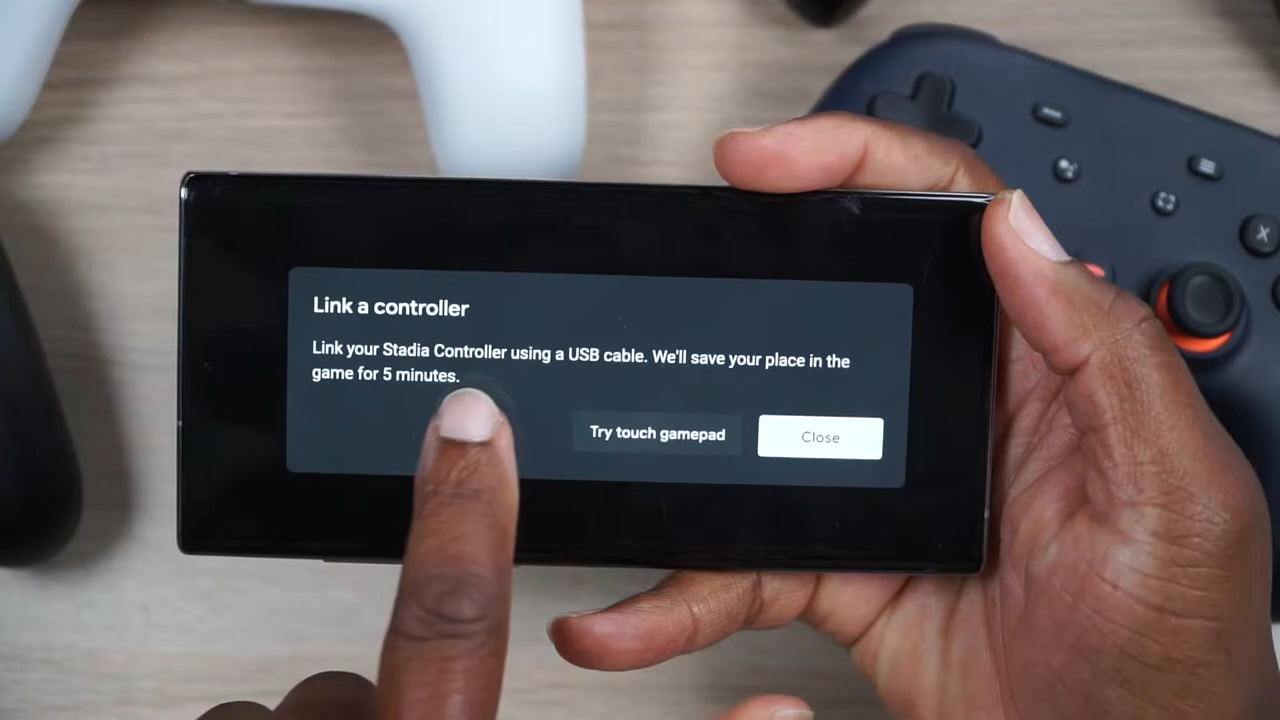 Link a controller
Link your Stadia Controller using a USB cable. We'll save your place in the
game for 5 minutes.
Try touch gamepad
Close
X